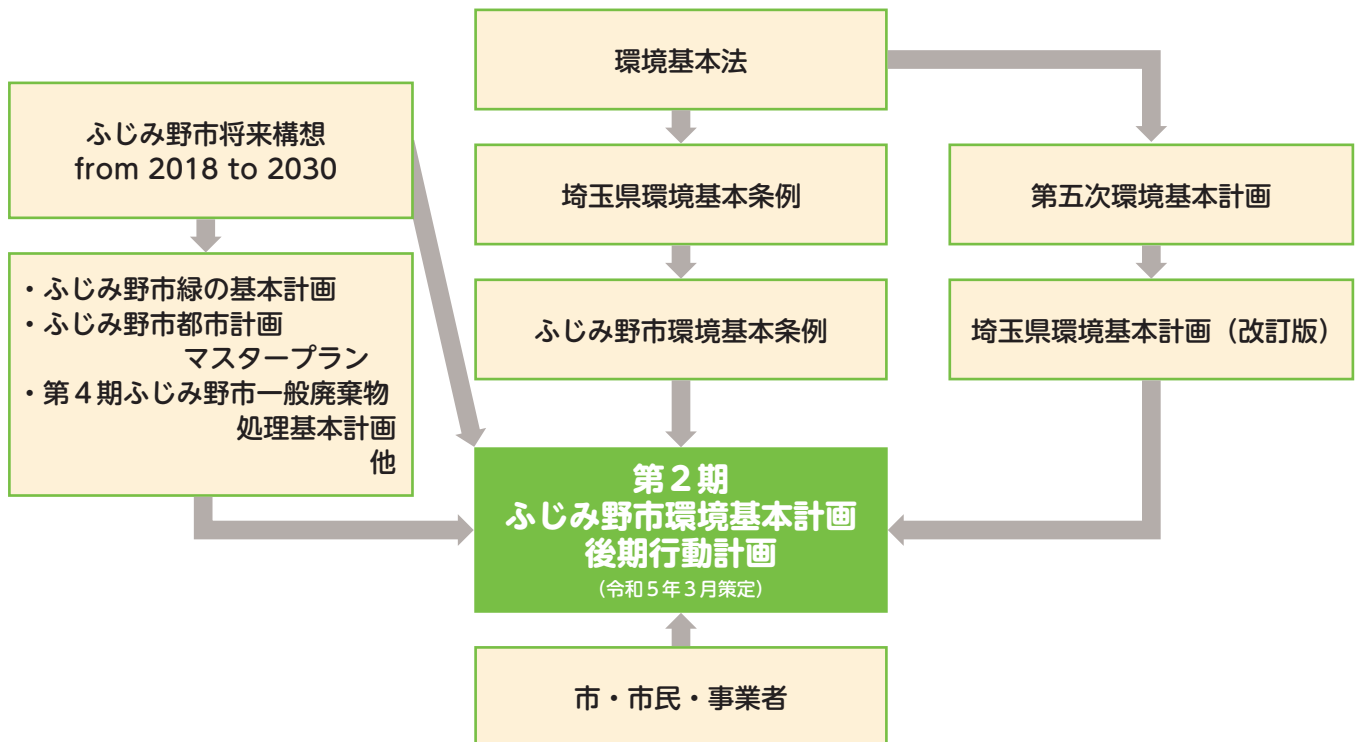 環境基本法
ふじみ野市将来構想
from 2018 to 2030
埼玉県環境基本条例
第五次環境基本計画
・ふじみ野市緑の基本計画
・ふじみ野市都市計画
マスタープラン
・第４期ふじみ野市一般廃棄物
処理基本計画
他
ふじみ野市環境基本条例
埼玉県環境基本計画（改訂版）
第２期
ふじみ野市環境基本計画
後期行動計画
（令和５年３月策定）
市・市民・事業者